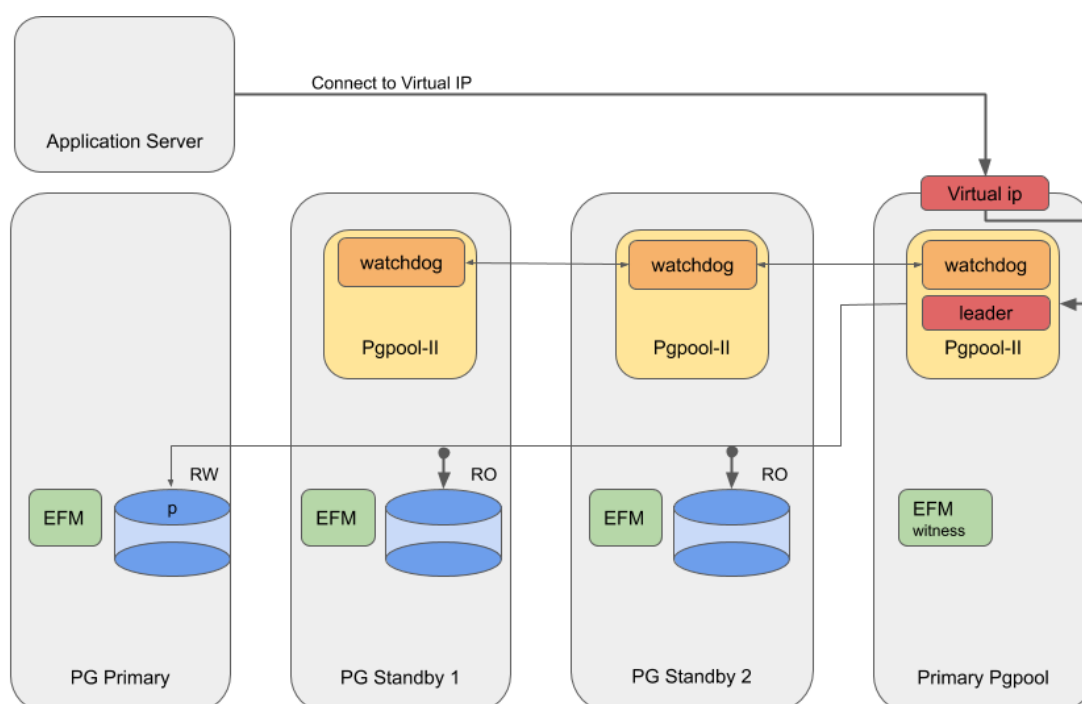 Connect to Virtual IP
Application Server
Virtual ip
watchdog
watchdog
watchdog
leader
Pgpool-II
Pgpool-II
Pgpool-II
RW
RO
RO
p
EFM
EFM
EFM
EFM
witness
PG Primary
PG Standby 1
PG Standby 2
Primary Pgpool